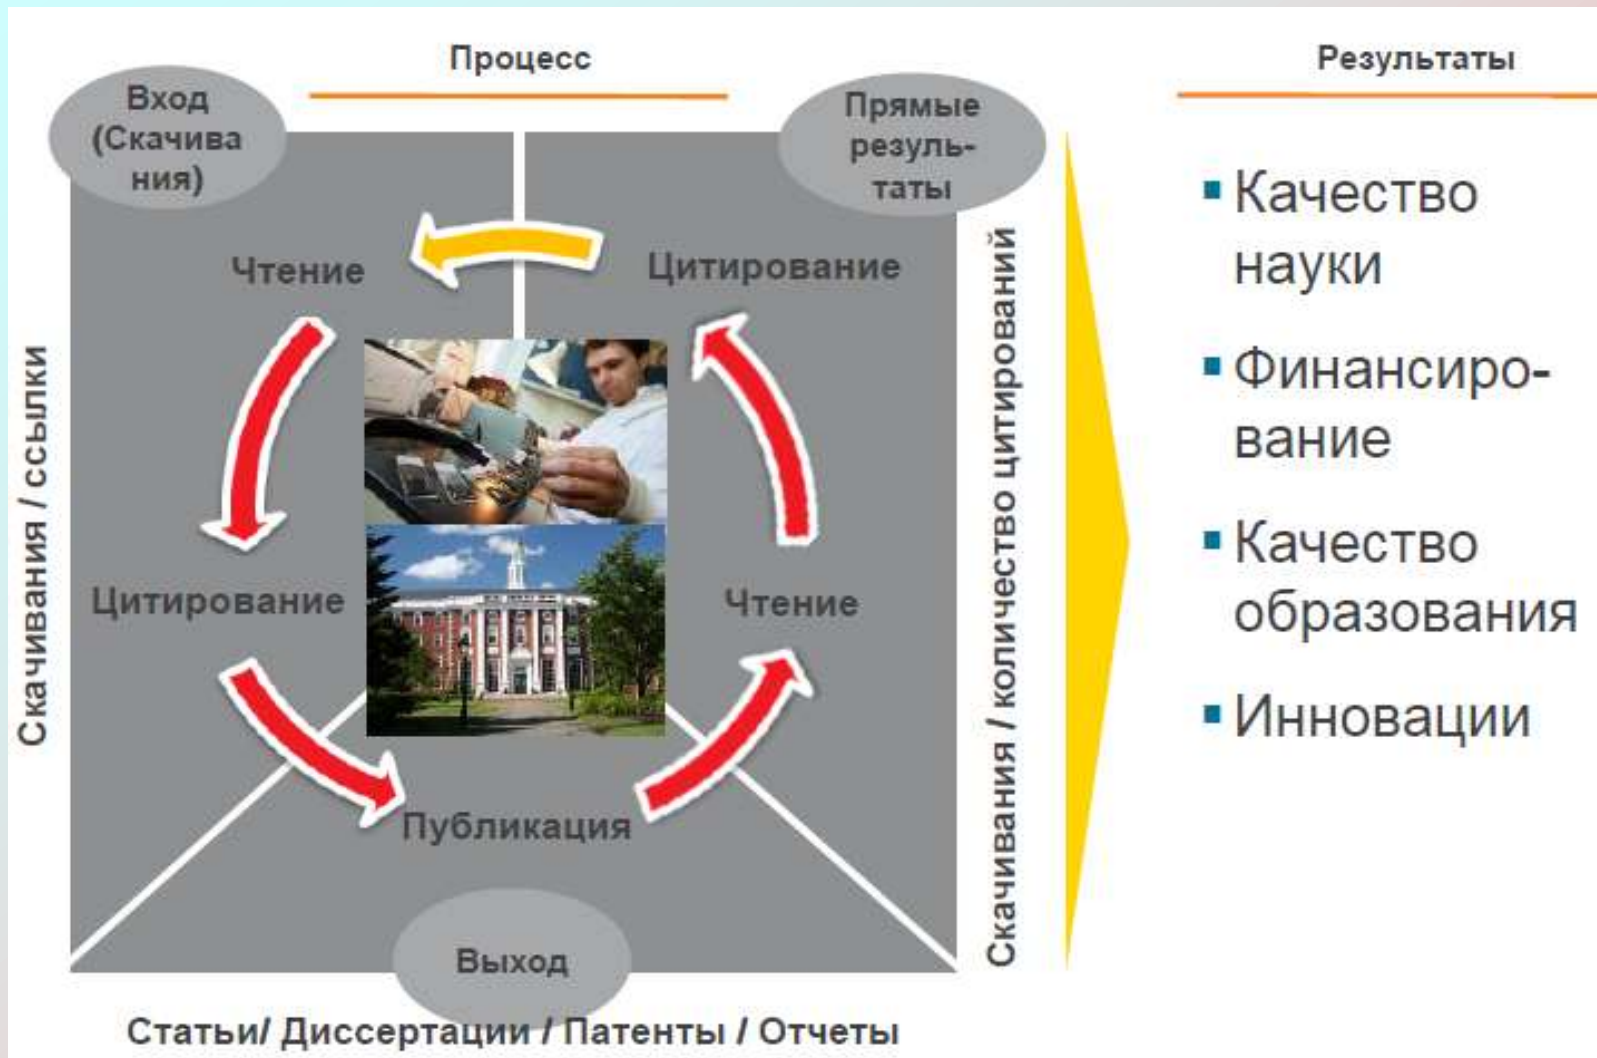 Процесс
Результаты
Вход
(Скачива
ния)
Прямые
резуль-
таты
Чтение
Цитирование
Цитирование
Чтение
Публикация
Выход
Скачивания / ссылки
Скачивания / количество цитирований
Статьи/ Диссертации / Патенты / Отчеты
Качество
науки
Финансиро-
вание
Качество
образования
Инновации